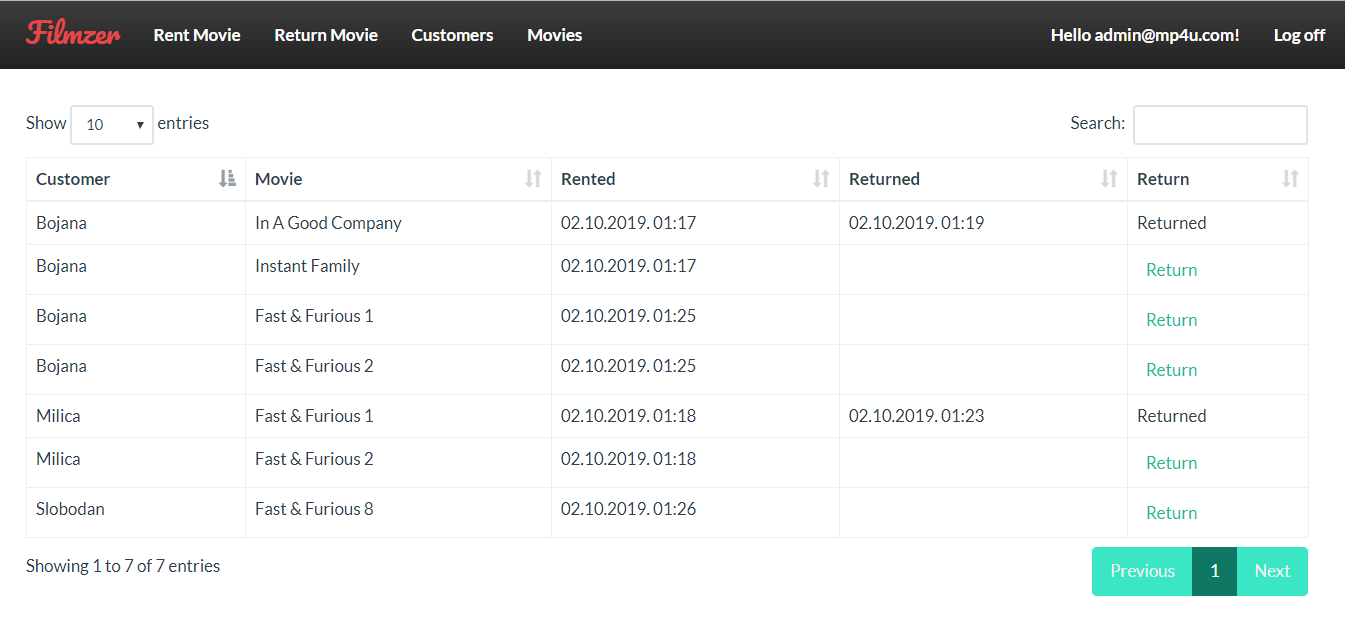 Filmzer Rent Movie Return Movie Customers Movies Hello admin@mp4u.com! Log off
Show 10 entries Search:
Customer Movie Rented Returned Return
Bojana In A Good Company 02.10.2019. 01:17 02.10.2019. 01:19 Returned
Bojana Instant Family 02.10.2019. 01:17 Return
Bojana Fast & Furious 1 02.10.2019. 01:25 Return
Bojana Fast & Furious 2 02.10.2019. 01:25 Return
Milica Fast & Furious 1 02.10.2019. 01:18 02.10.2019. 01:23 Returned
Milica Fast & Furious 2 02.10.2019. 01:18 Return
Slobodan Fast & Furious 8 02.10.2019. 01:26 Return
Showing 1 to 7 of 7 entries Previous 1 Next